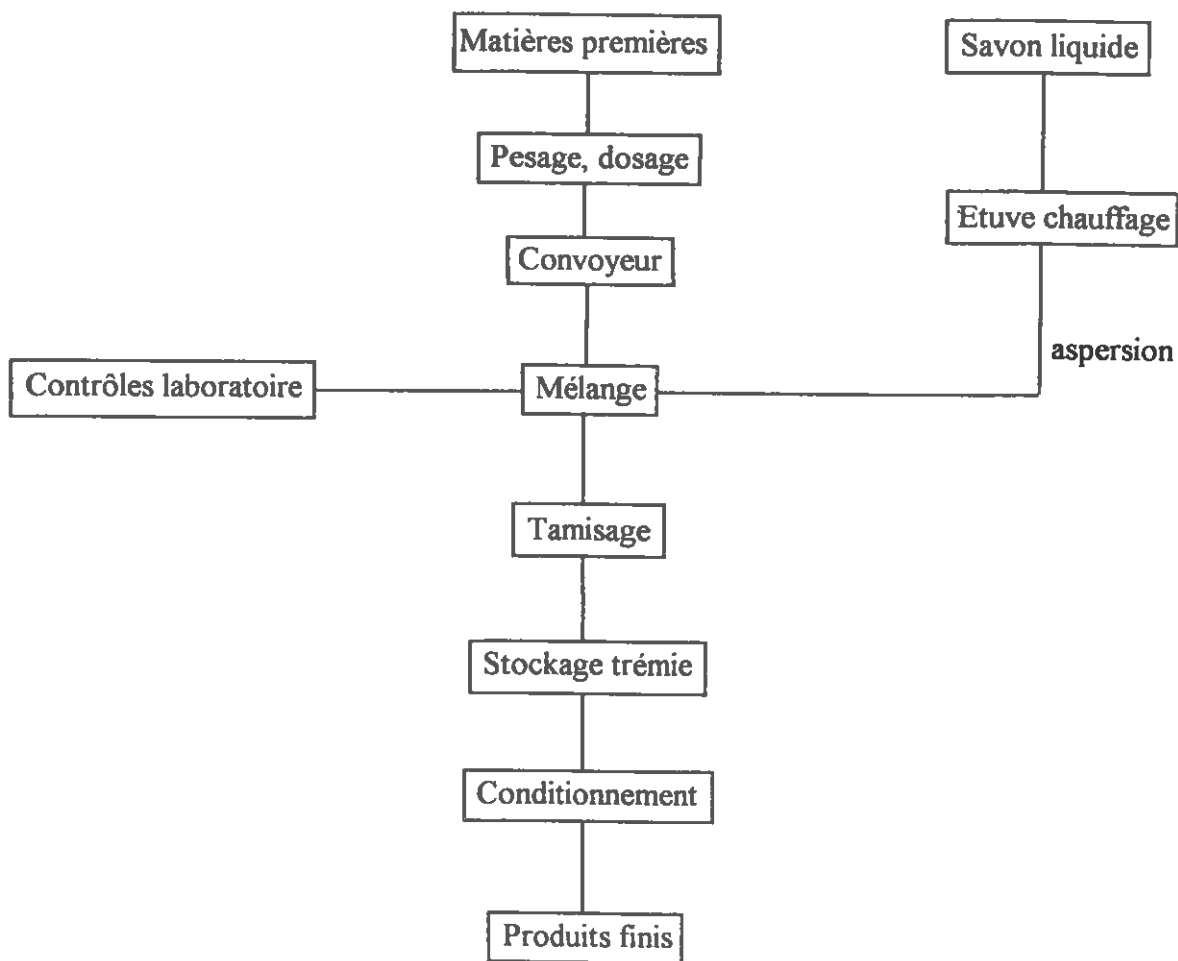 Matières premières
Savon liquide
Pesage, dosage
Etuve chauffage
Convoyeur
aspersion
Contrôles laboratoire
Mélange
Tamisage
Stockage trémie
Conditionnement
Produits finis